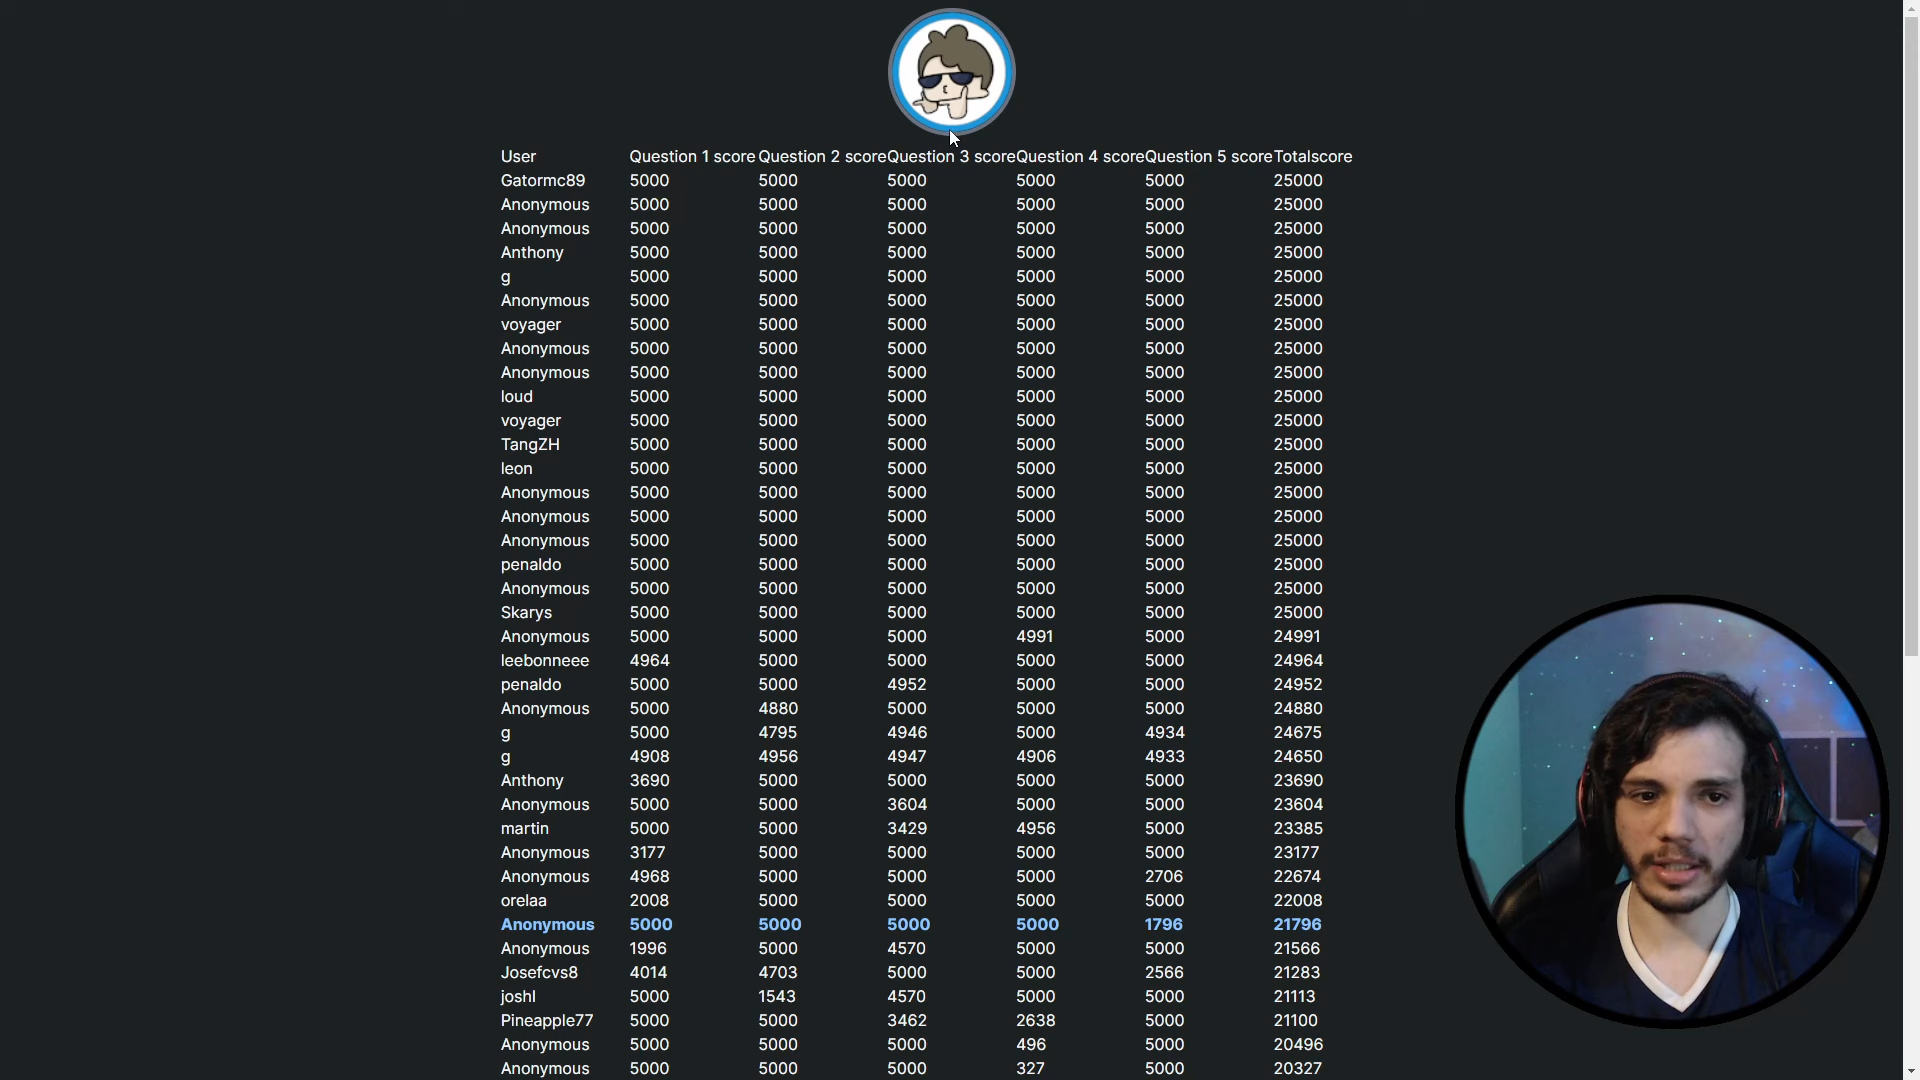 User Question 1 score Question 2 score Question 3 score Question 4 score Question 5 score Totalscore
Gatormc89 5000 5000 5000 5000 5000 25000
Anonymous 5000 5000 5000 5000 5000 25000
Anonymous 5000 5000 5000 5000 5000 25000
Anthony 5000 5000 5000 5000 5000 25000
g 5000 5000 5000 5000 5000 25000
Anonymous 5000 5000 5000 5000 5000 25000
voyager 5000 5000 5000 5000 5000 25000
Anonymous 5000 5000 5000 5000 5000 25000
Anonymous 5000 5000 5000 5000 5000 25000
loud 5000 5000 5000 5000 5000 25000
voyager 5000 5000 5000 5000 5000 25000
TangZH 5000 5000 5000 5000 5000 25000
leon 5000 5000 5000 5000 5000 25000
Anonymous 5000 5000 5000 5000 5000 25000
Anonymous 5000 5000 5000 5000 5000 25000
Anonymous 5000 5000 5000 5000 5000 25000
penaldo 5000 5000 5000 5000 5000 25000
Anonymous 5000 5000 5000 5000 5000 25000
Skarys 5000 5000 5000 5000 5000 25000
Anonymous 5000 5000 5000 4991 5000 24991
leebonneee 4964 5000 5000 5000 5000 24964
penaldo 5000 5000 4952 5000 5000 24952
Anonymous 5000 4880 5000 5000 5000 24880
g 5000 4795 4946 5000 4934 24675
g 4908 4956 4947 4906 4933 24650
Anthony 3690 5000 5000 5000 5000 23690
Anonymous 5000 5000 3604 5000 5000 23604
martin 5000 5000 3429 4956 5000 23385
Anonymous 3177 5000 5000 5000 5000 23177
Anonymous 4968 5000 5000 5000 2706 22674
orelaa 2008 5000 5000 5000 5000 22008
Anonymous 5000 5000 5000 5000 1796 21796
Anonymous 1996 5000 4570 5000 5000 21566
Josefcvs8 4014 4703 5000 5000 2566 21283
joshl 5000 1543 4570 5000 5000 21113
Pineapple77 5000 5000 3462 2638 5000 21100
Anonymous 5000 5000 5000 496 5000 20496
Anonymous 5000 5000 5000 327 5000 20327